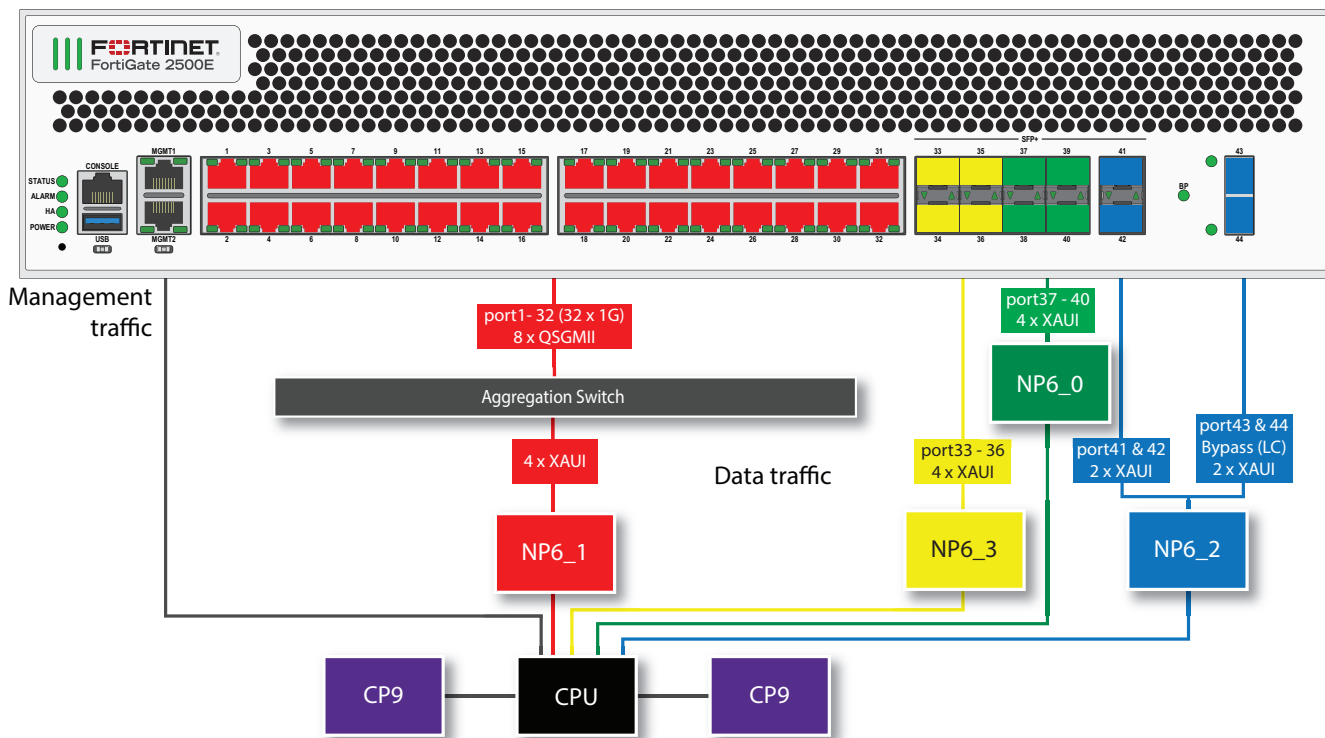 FORTINET
FortiGate 2500E
SFP+
CONSOLE
MGMT1
1 3 5 7 9 11 13 15
17 19 21 23 25 27 29 31
33 35 37 39
41
43
STATUS
ALARM
HA
POWER
BP
USB
MGMT2
2 4 6 8 10 12 14 16
18 20 22 24 26 28 30 32
34 36 38 40
42
44
Management
traffic
port1- 32 (32 x 1G)
8 x QSGMII
port37 - 40
4 x XAUI
Aggregation Switch
NP6_0
4 x XAUI
Data traffic
port33 - 36
4 x XAUI
port41 & 42
2 x XAUI
port43 & 44
Bypass (LC)
2 x XAUI
NP6_1
NP6_3
NP6_2
CP9
CPU
CP9